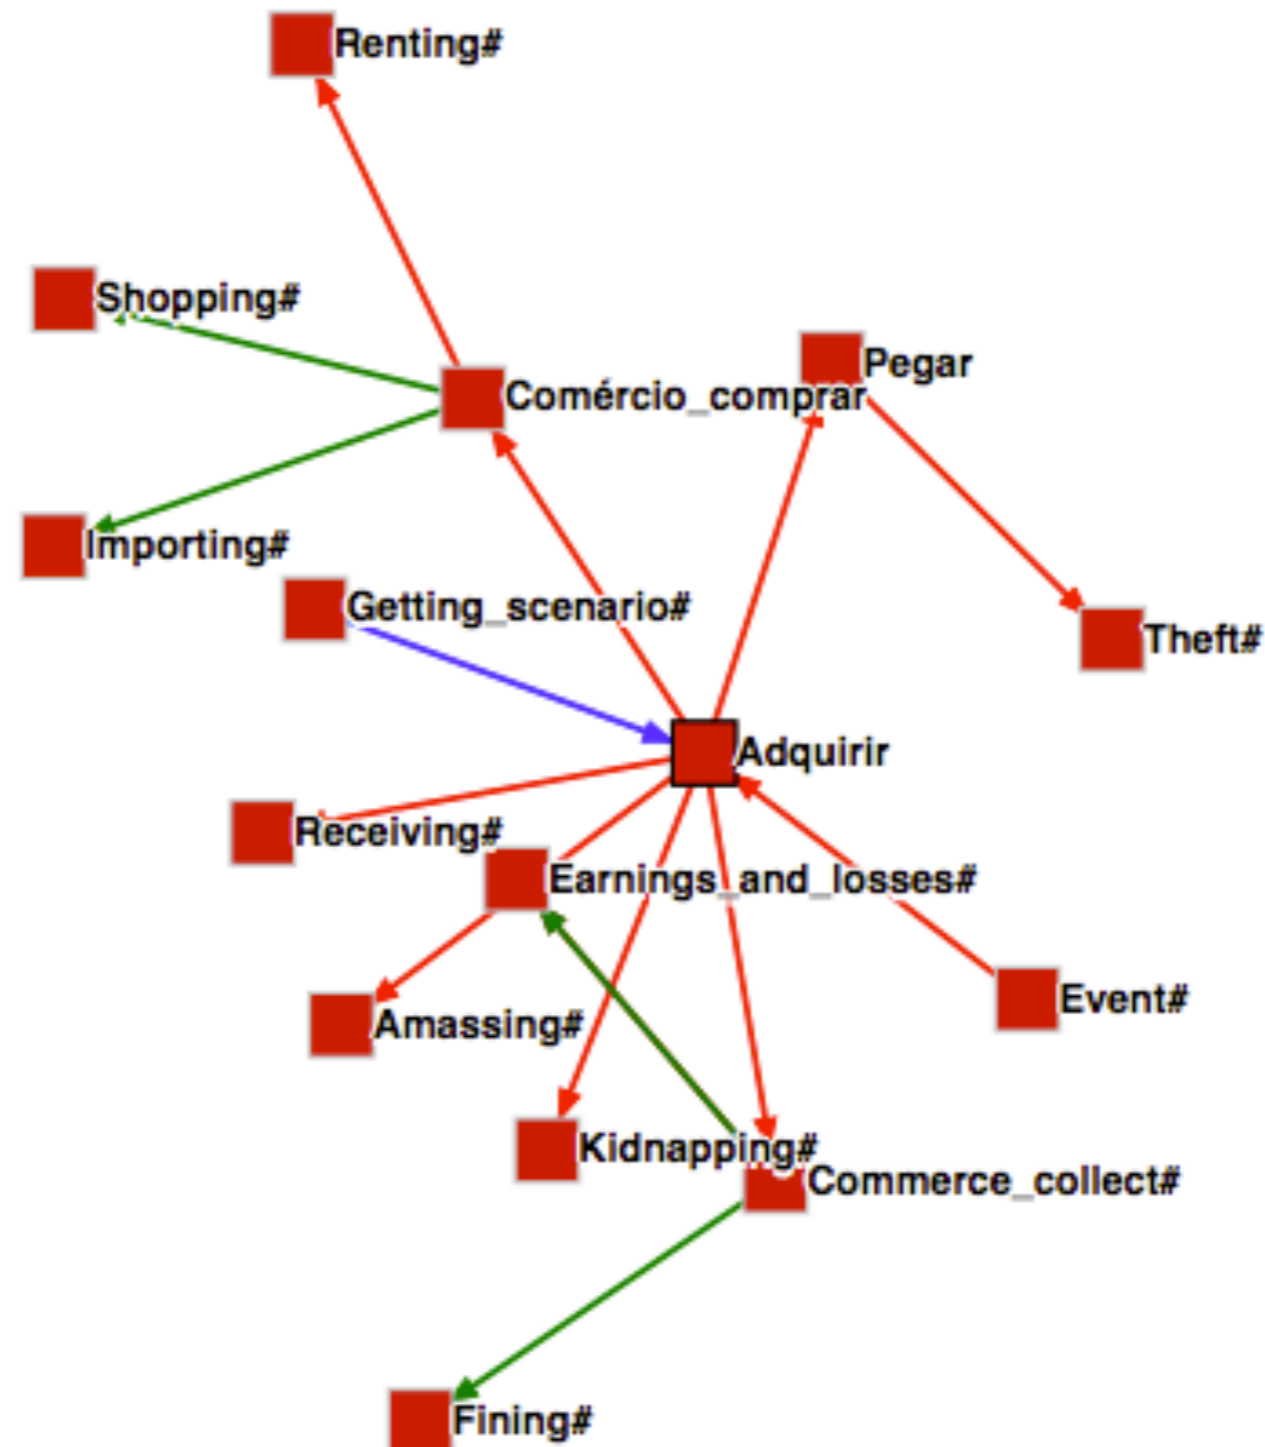 Renting#
Shopping#
Pegar
Comércio_comprar
Importing#
Getting_scenario#
Theft#
Adquirir
Receiving#
Earnings_and_losses#
Event#
Amassing#
Kidnapping#
Commerce_collect#
Fining#